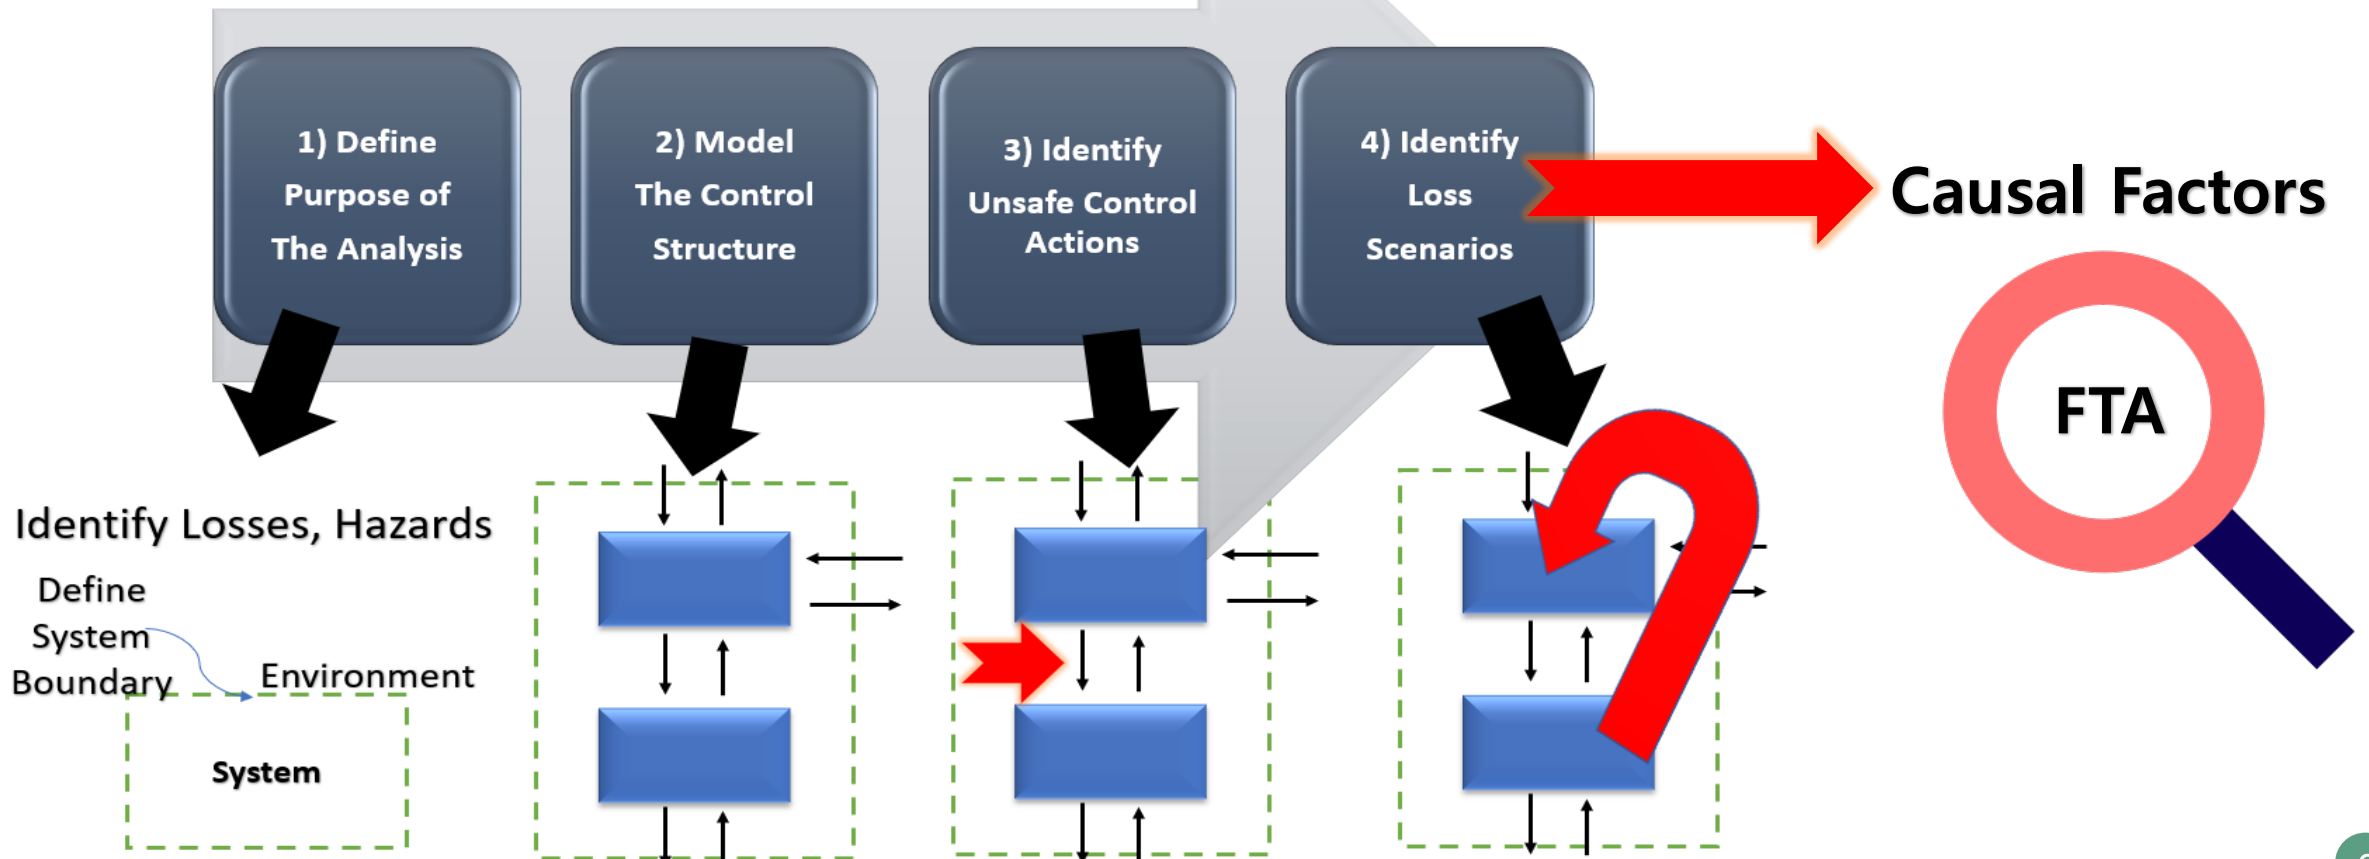 1) Define
Purpose of
The Analysis
2) Model
The Control
Structure
3) Identify
Unsafe Control
Actions
4) Identify
Loss
Scenarios
Causal Factors
FTA
Identify Losses, Hazards
Define
System
Boundary
Environment
System